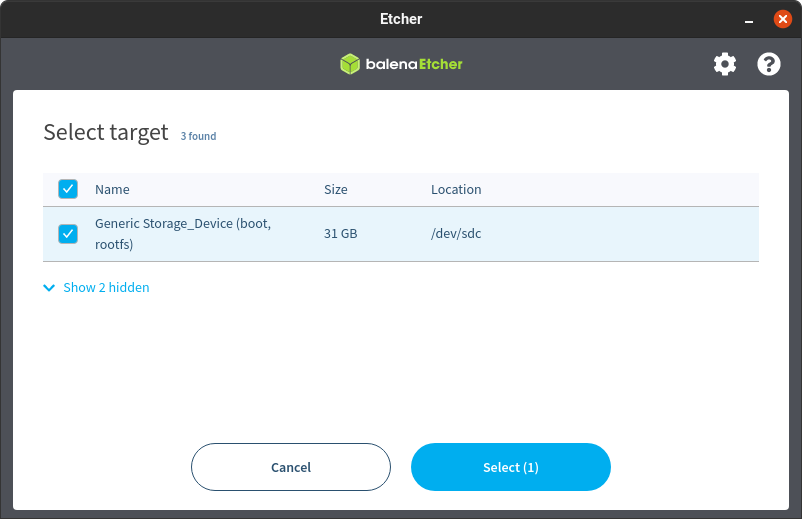 Etcher
balenaEtcher
Select target 3 found
Name Size Location
Generic Storage_Device (boot,
rootfs) 31 GB /dev/sdc
Show 2 hidden
Cancel Select (1)